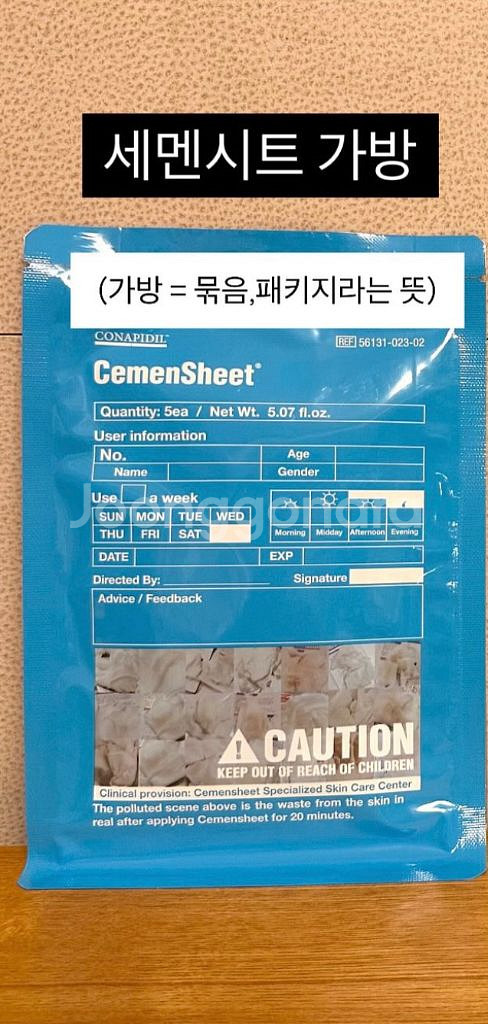 세멘시트 가방
(가방 = 묶음,패키지라는 뜻)
CONAPIDIL™
REF 56131-023-02
CemenSheet®
Quantity: 5ea / Net Wt. 5.07 fl.oz.
User information
No. Age
Name Gender
Use a week
SUN MON TUE WED
THU FRI SAT
Morning Midday Afternoon Evening
DATE EXP
Directed By: Signature
Advice / Feedback
Joonggonara
CAUTION
KEEP OUT OF REACH OF CHILDREN
Clinical provision: Cemensheet Specialized Skin Care Center
The polluted scene above is the waste from the skin in
real after applying Cemensheet for 20 minutes.